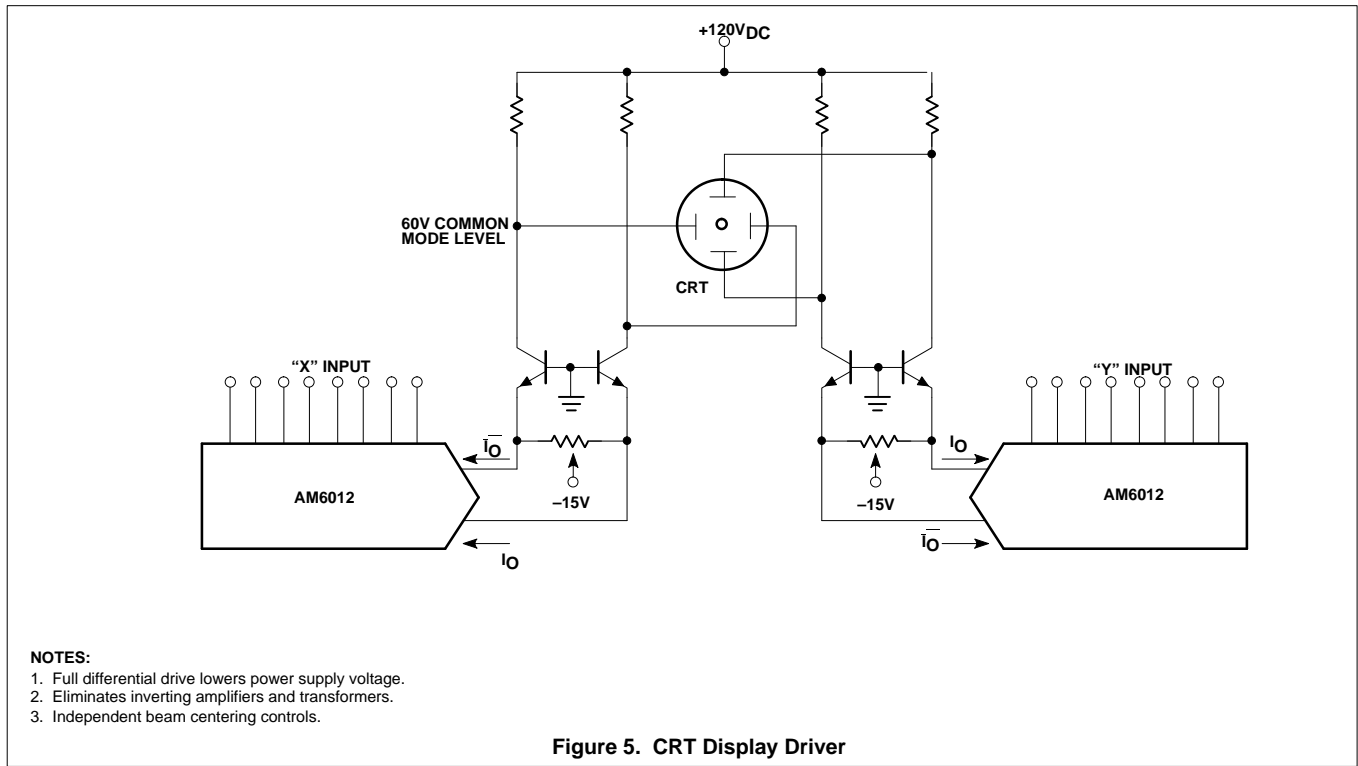 +120VDC
60V COMMON
MODE LEVEL
CRT
“X” INPUT
“Y” INPUT
IO
IO
AM6012
–15V
–15V
AM6012
IO
IO
NOTES:
1. Full differential drive lowers power supply voltage.
2. Eliminates inverting amplifiers and transformers.
3. Independent beam centering controls.
Figure 5. CRT Display Driver